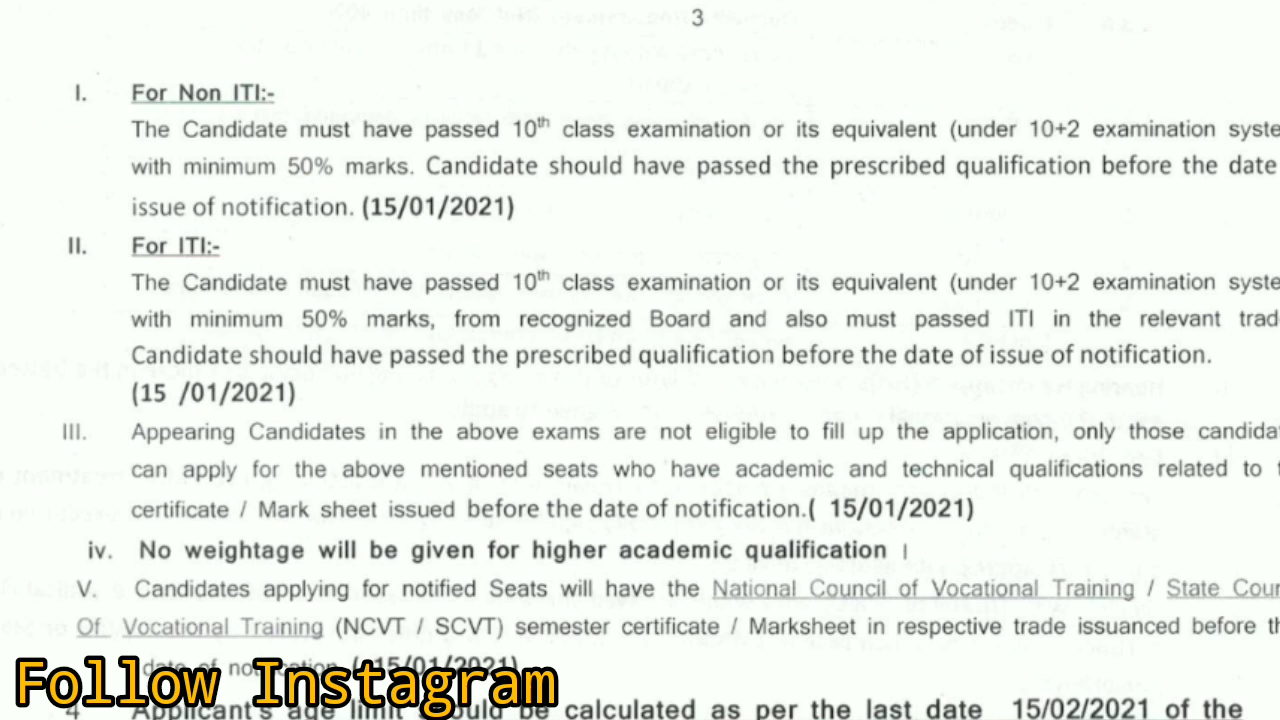 3
I. For Non ITI:-
The Candidate must have passed 10th class examination or its equivalent (under 10+2 examination syste
with minimum 50% marks. Candidate should have passed the prescribed qualification before the date
issue of notification. (15/01/2021)
II. For ITI:-
The Candidate must have passed 10th class examination or its equivalent (under 10+2 examination syste
with minimum 50% marks, from recognized Board and also must passed ITI in the relevant trad
Candidate should have passed the prescribed qualification before the date of issue of notification.
(15 /01/2021)
III. Appearing Candidates in the above exams are not eligible to fill up the application, only those candidat
can apply for the above mentioned seats who have academic and technical qualifications related to t
certificate / Mark sheet issued before the date of notification.( 15/01/2021)
iv. No weightage will be given for higher academic qualification |
V. Candidates applying for notified Seats will have the National Council of Vocational Training / State Coun
Of Vocational Training (NCVT / SCVT) semester certificate / Marksheet in respective trade issuanced before th
date of notification ( 15/01/2021)
Follow Instagram
4 Applicant's age limit should be calculated as per the last date 15/02/2021 of the